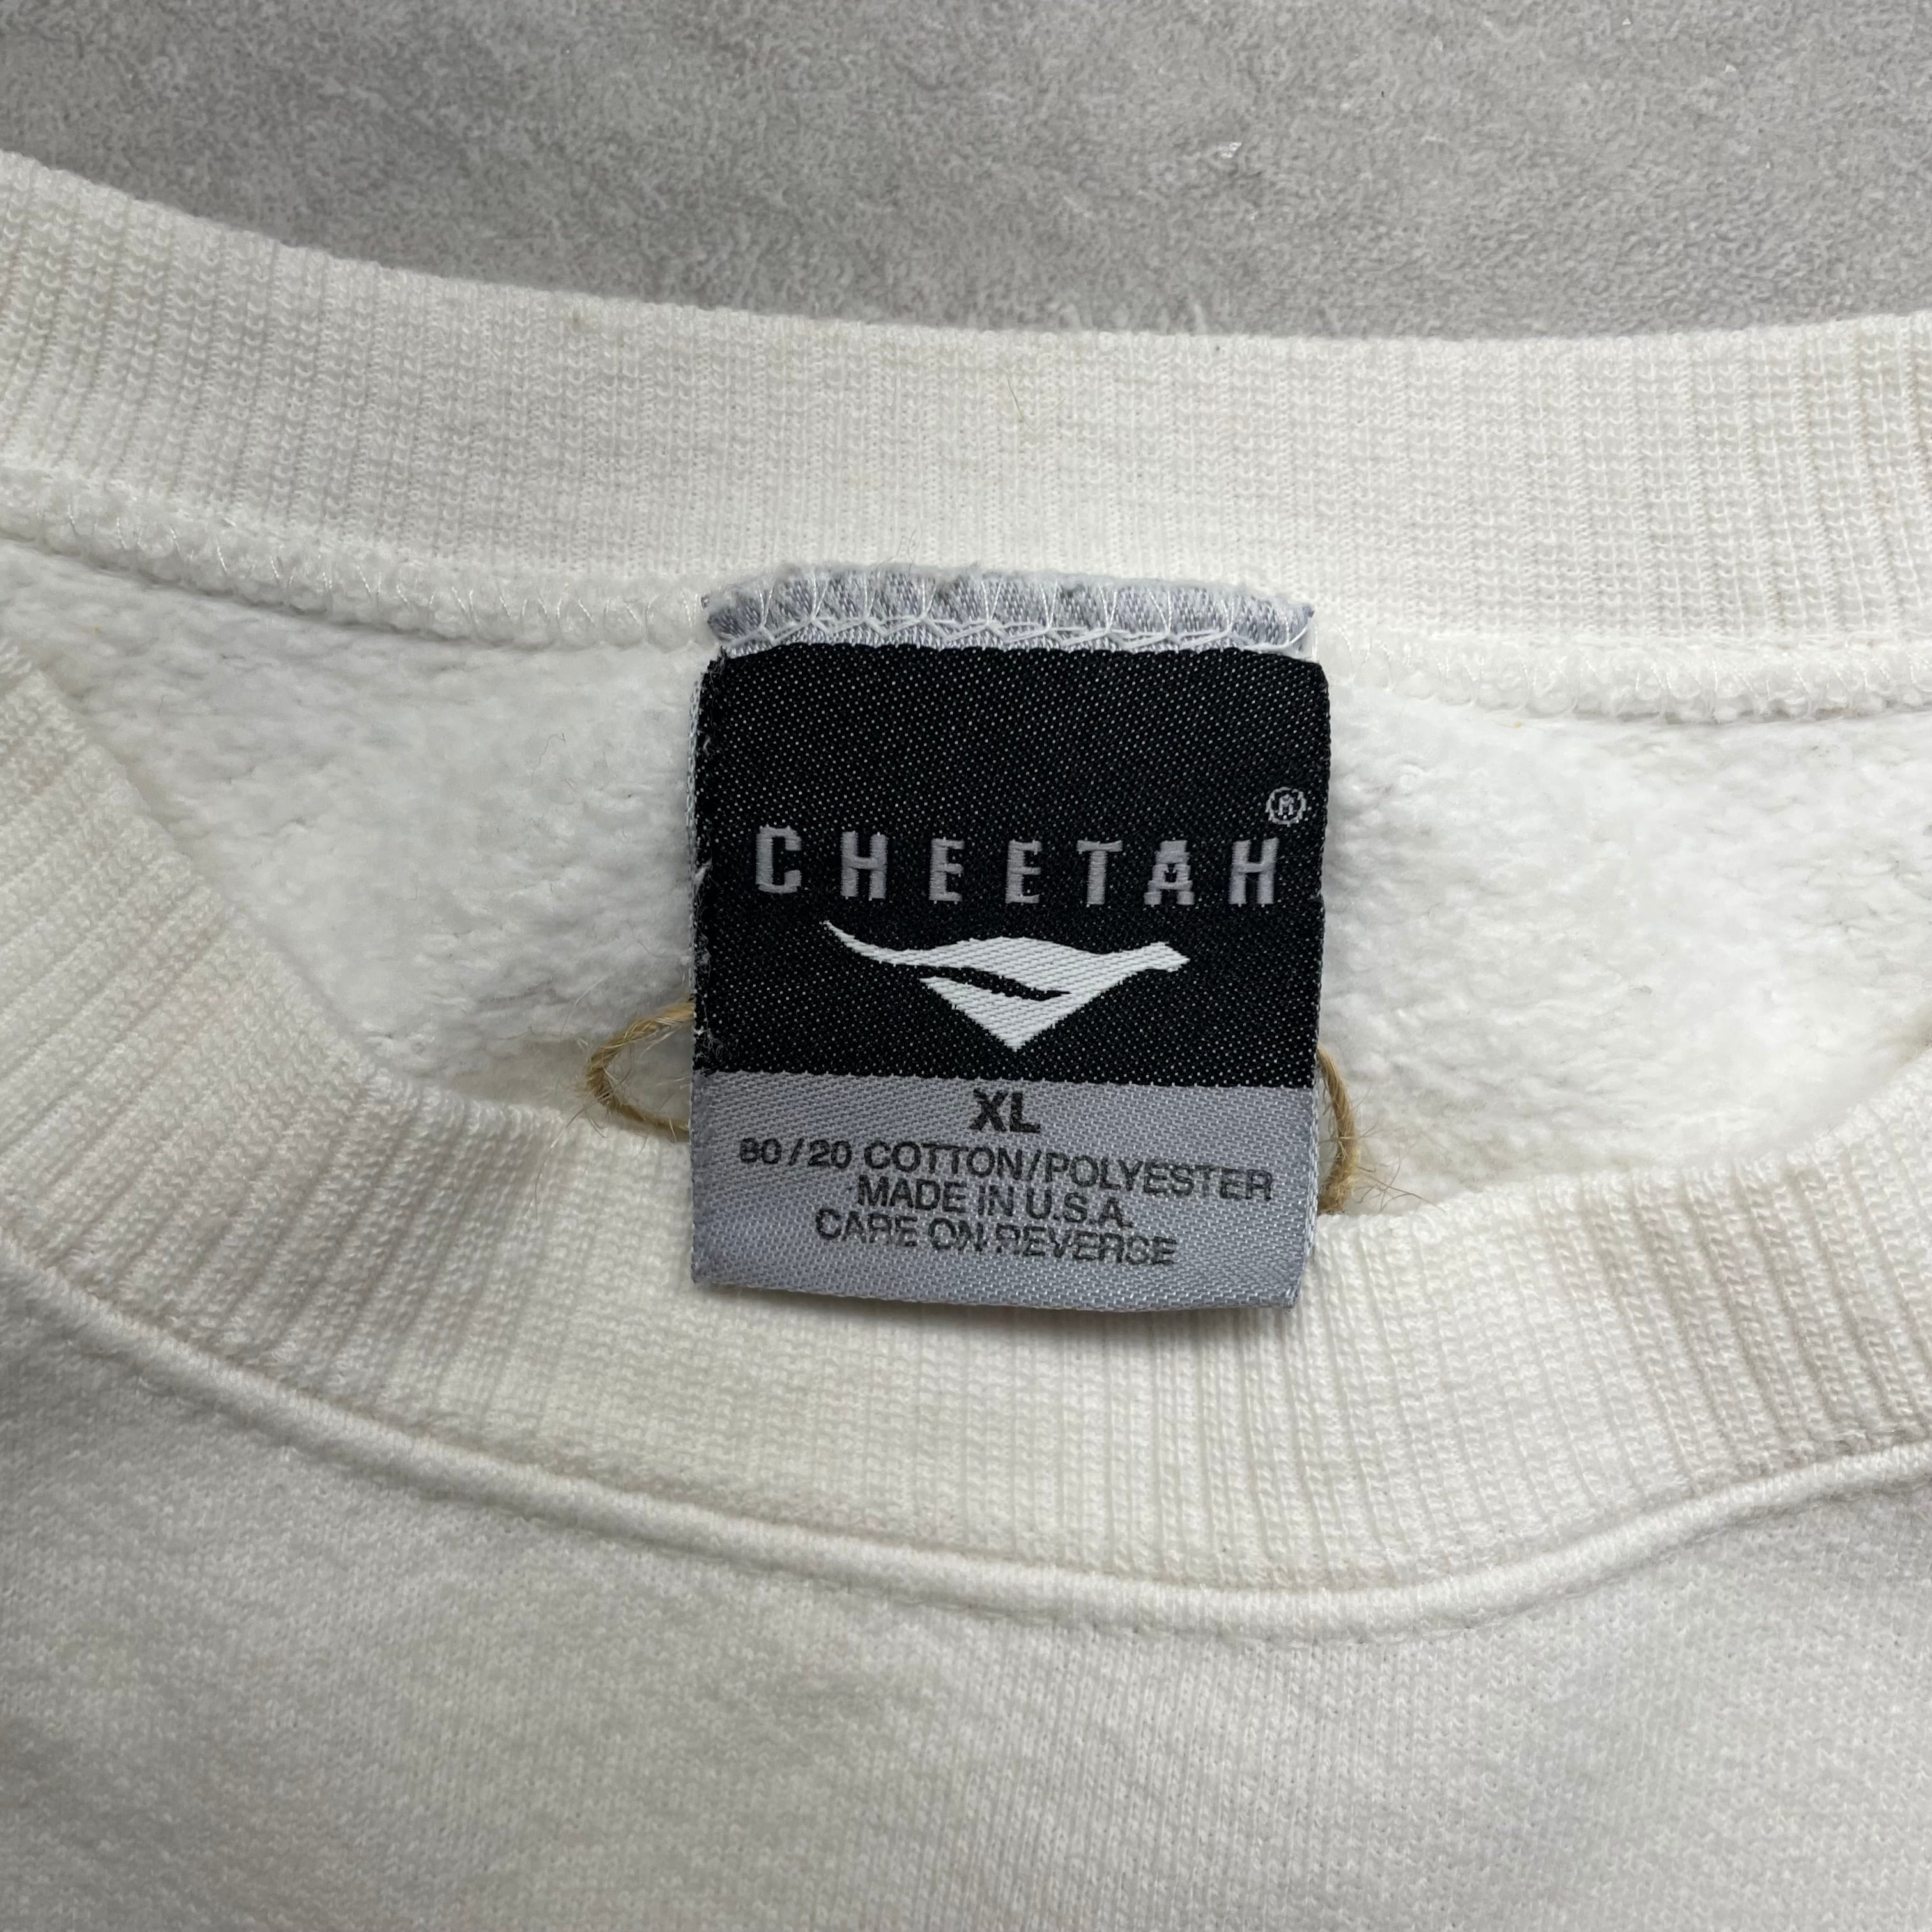 CHEETAH®
XL
80/20 COTTON/POLYESTER
MADE IN U.S.A.
CARE ON REVERSE